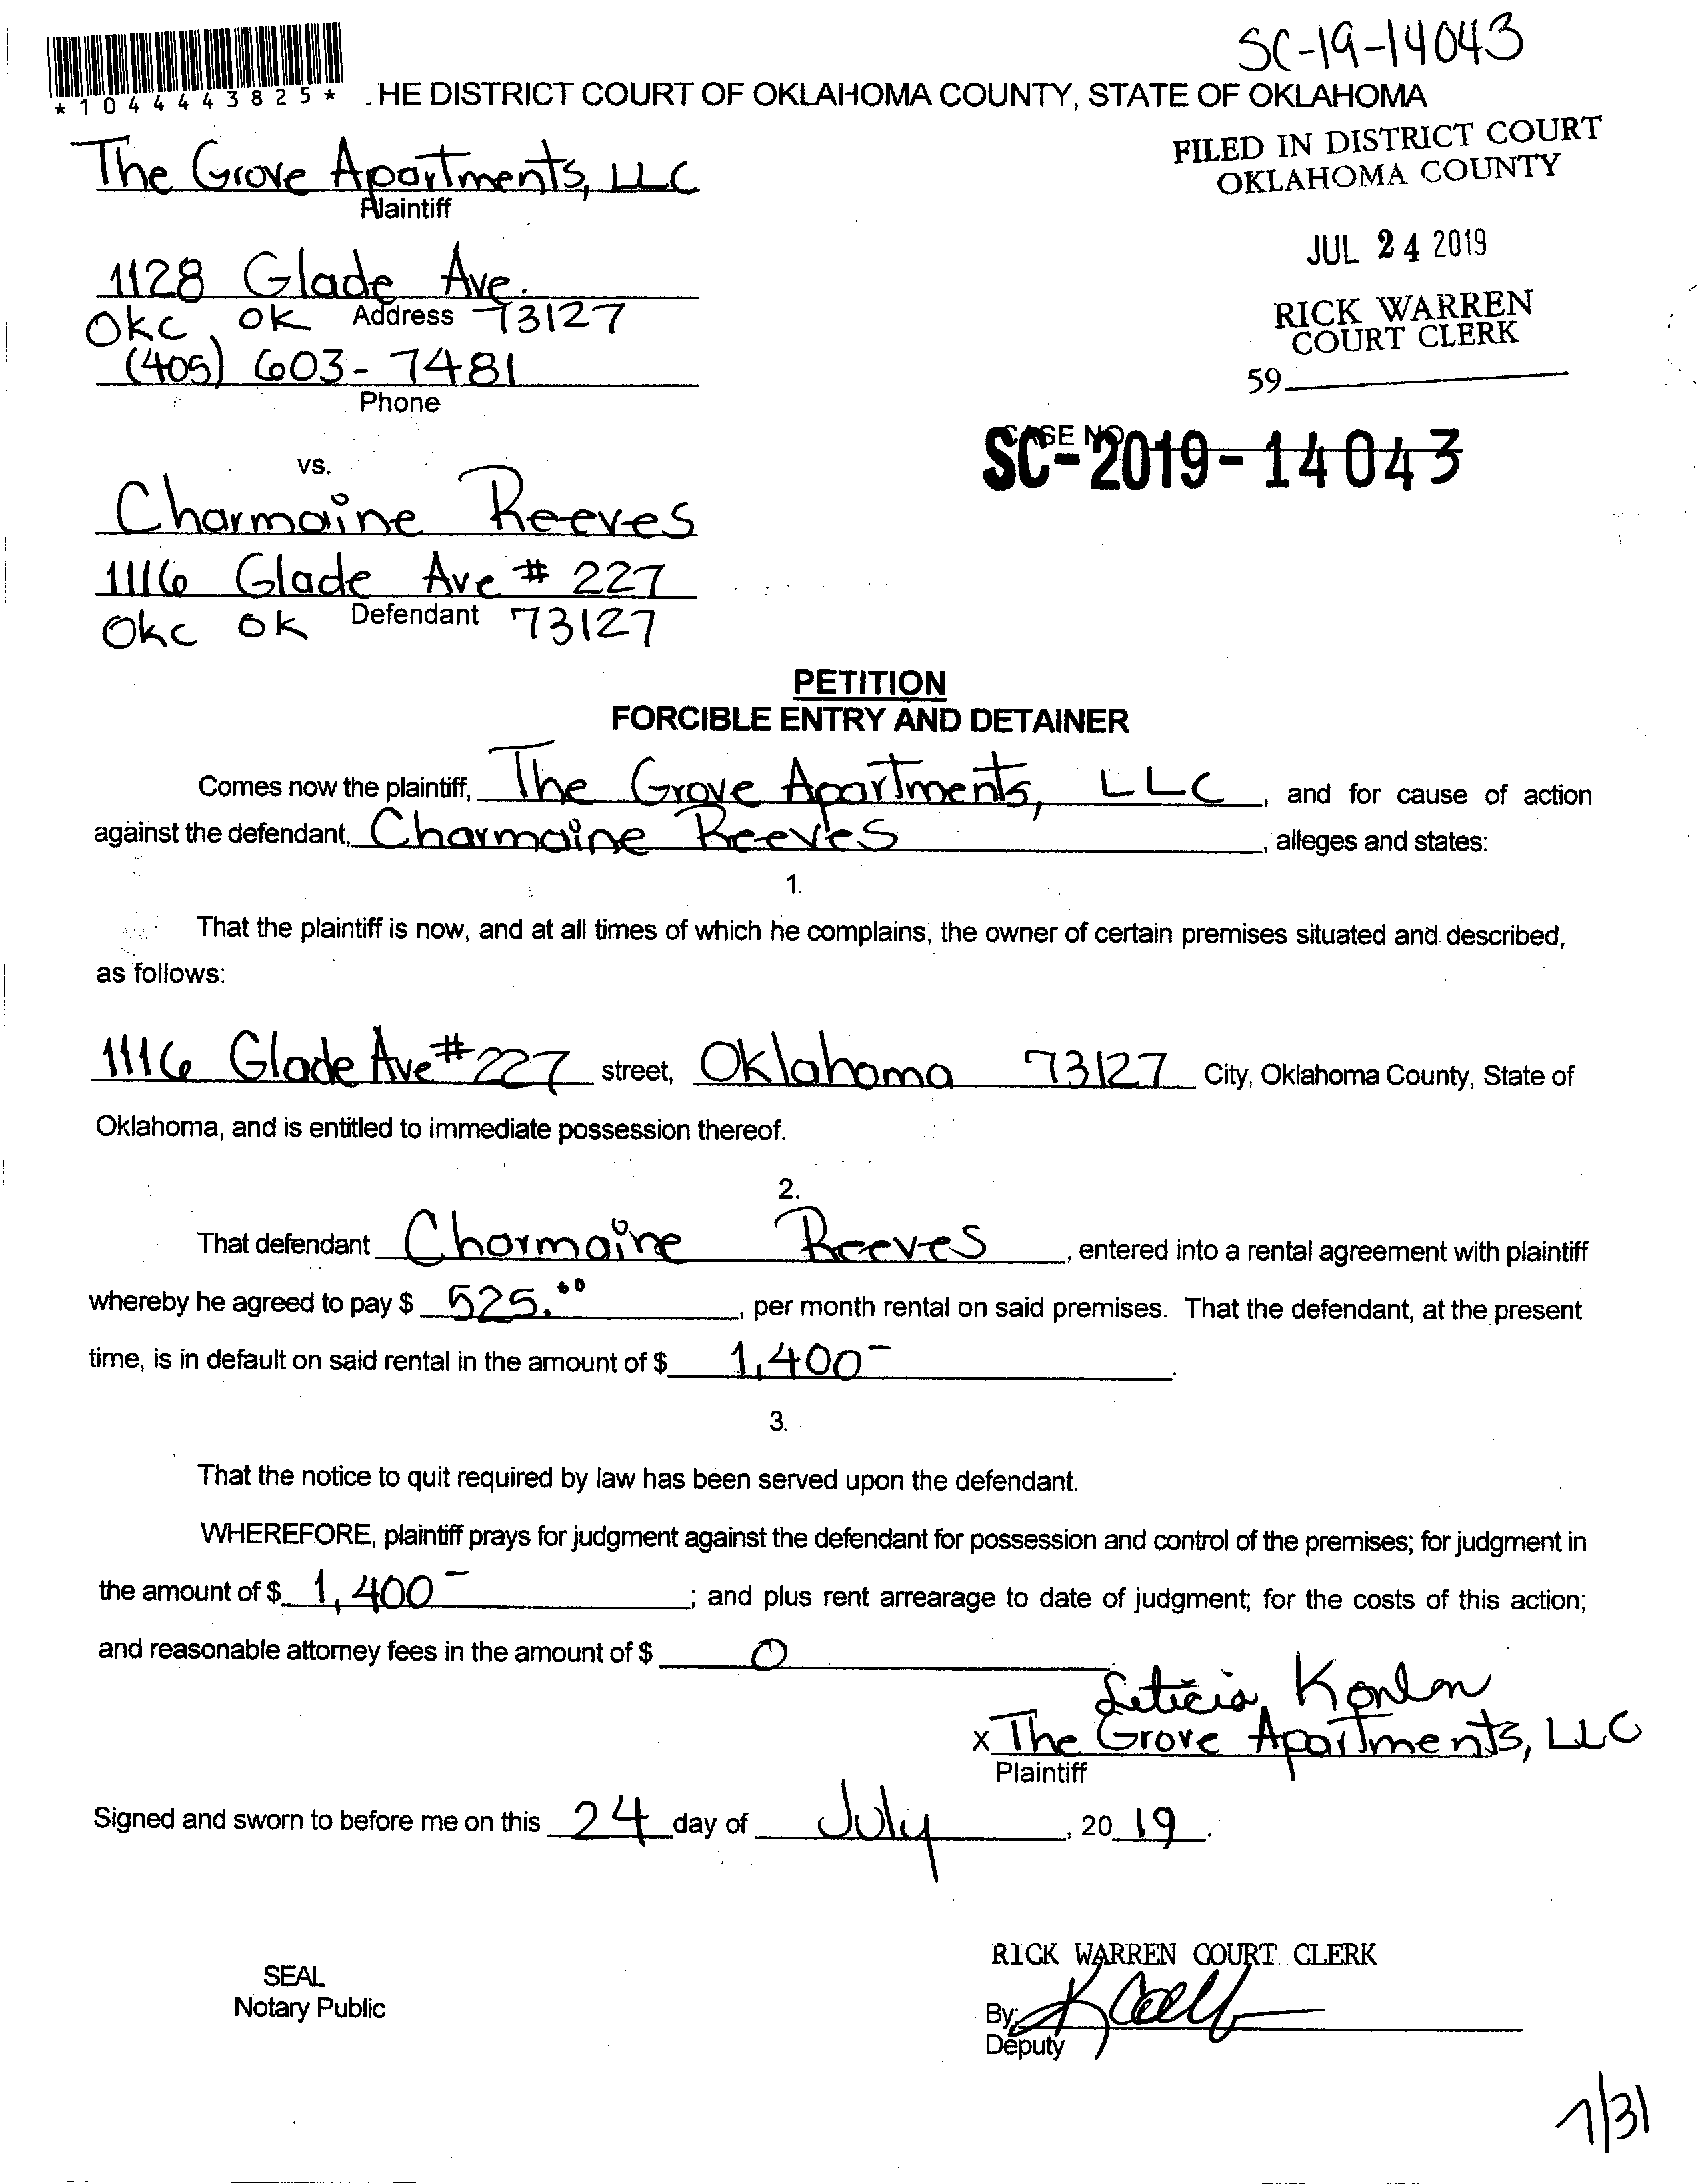 SC-19-14043
*1044443825*
HE DISTRICT COURT OF OKLAHOMA COUNTY, STATE OF OKLAHOMA
FILED IN DISTRICT COURT
OKLAHOMA COUNTY
JUL 24 2019
RICK WARREN
COURT CLERK
59
The Grove Apartments, LLC
Plaintiff
1128 Glade Ave.
Address
OKC, OK 73127
(405) 603-7481
Phone
CASE NO.
SC-2019-14043
vs.
Charmaine Reeves
1116 Glade Ave # 227
Defendant
OKC OK 73127
PETITION
FORCIBLE ENTRY AND DETAINER
Comes now the plaintiff, The Grove Apartments, LLC, and for cause of action
against the defendant, Charmaine Reeves, alleges and states:
1.
That the plaintiff is now, and at all times of which he complains, the owner of certain premises situated and described,
as follows:
1116 Glade Ave #227 street, Oklahoma 73127 City, Oklahoma County, State of
Oklahoma, and is entitled to immediate possession thereof.
2.
That defendant Charmaine Reeves, entered into a rental agreement with plaintiff
whereby he agreed to pay $ 525.00, per month rental on said premises. That the defendant, at the present
time, is in default on said rental in the amount of $ 1,400-.
3.
That the notice to quit required by law has been served upon the defendant.
WHEREFORE, plaintiff prays for judgment against the defendant for possession and control of the premises; for judgment in
the amount of $ 1,400-; and plus rent arrearage to date of judgment; for the costs of this action;
and reasonable attorney fees in the amount of $ 0
Leticia
x The Grove Apartments, LLC
Plaintiff
Signed and sworn to before me on this 24 day of July, 20 19.
RICK WARREN COURT CLERK
SEAL
Notary Public
By:
Deputy
7/31